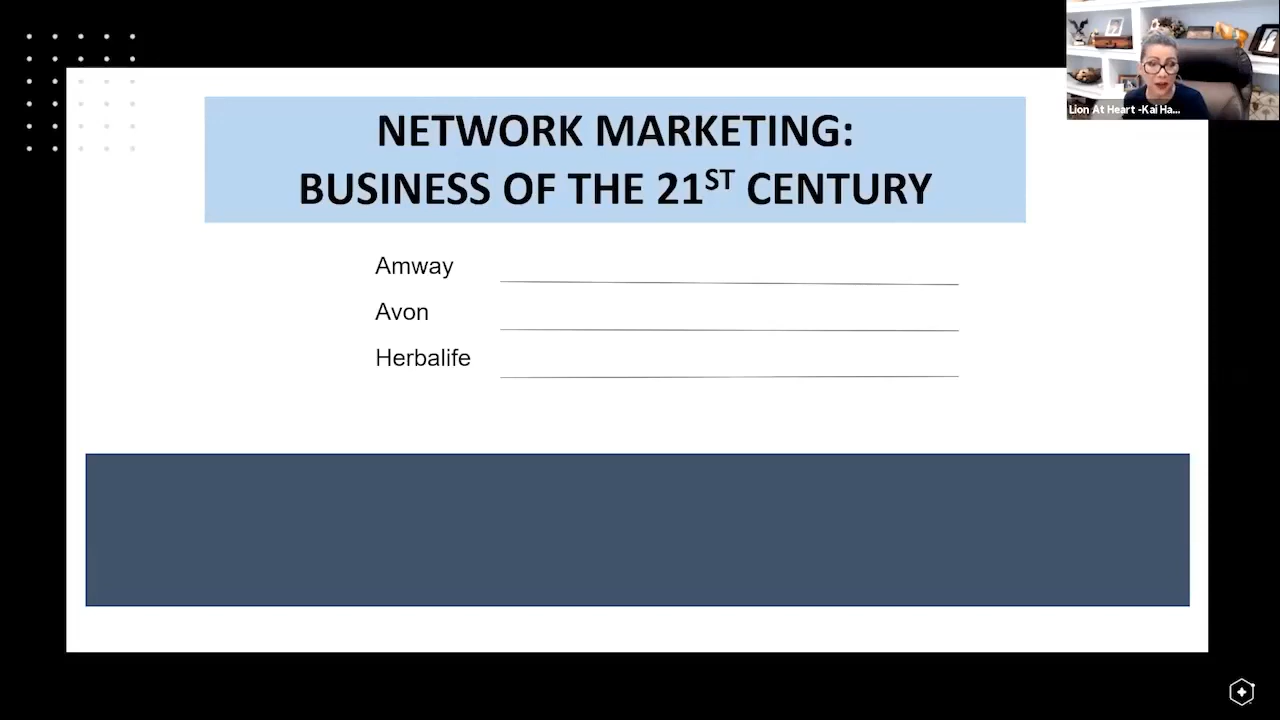 Lion At Heart -Kai Ha...
NETWORK MARKETING:
BUSINESS OF THE 21ST CENTURY
Amway
Avon
Herbalife